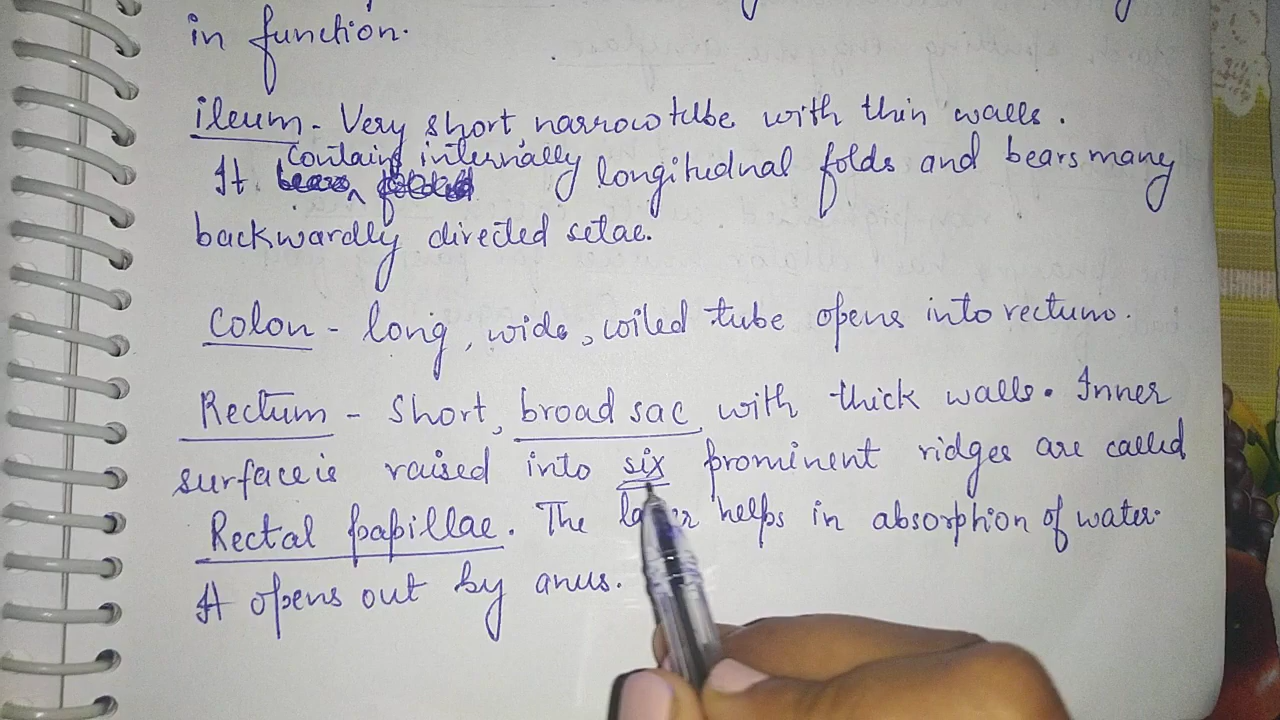 in function.
ileum - Very short, narrow tube with thin walls.
It contains internally longitudnal folds and bears many
backwardly directed setae.
Colon - long, wide, coiled tube opens into rectum.
Rectum - short, broad sac, with thick walls. Inner
surface is raised into six prominent ridges are called
Rectal papillae. The helps in absorption of water.
It opens out by anus.